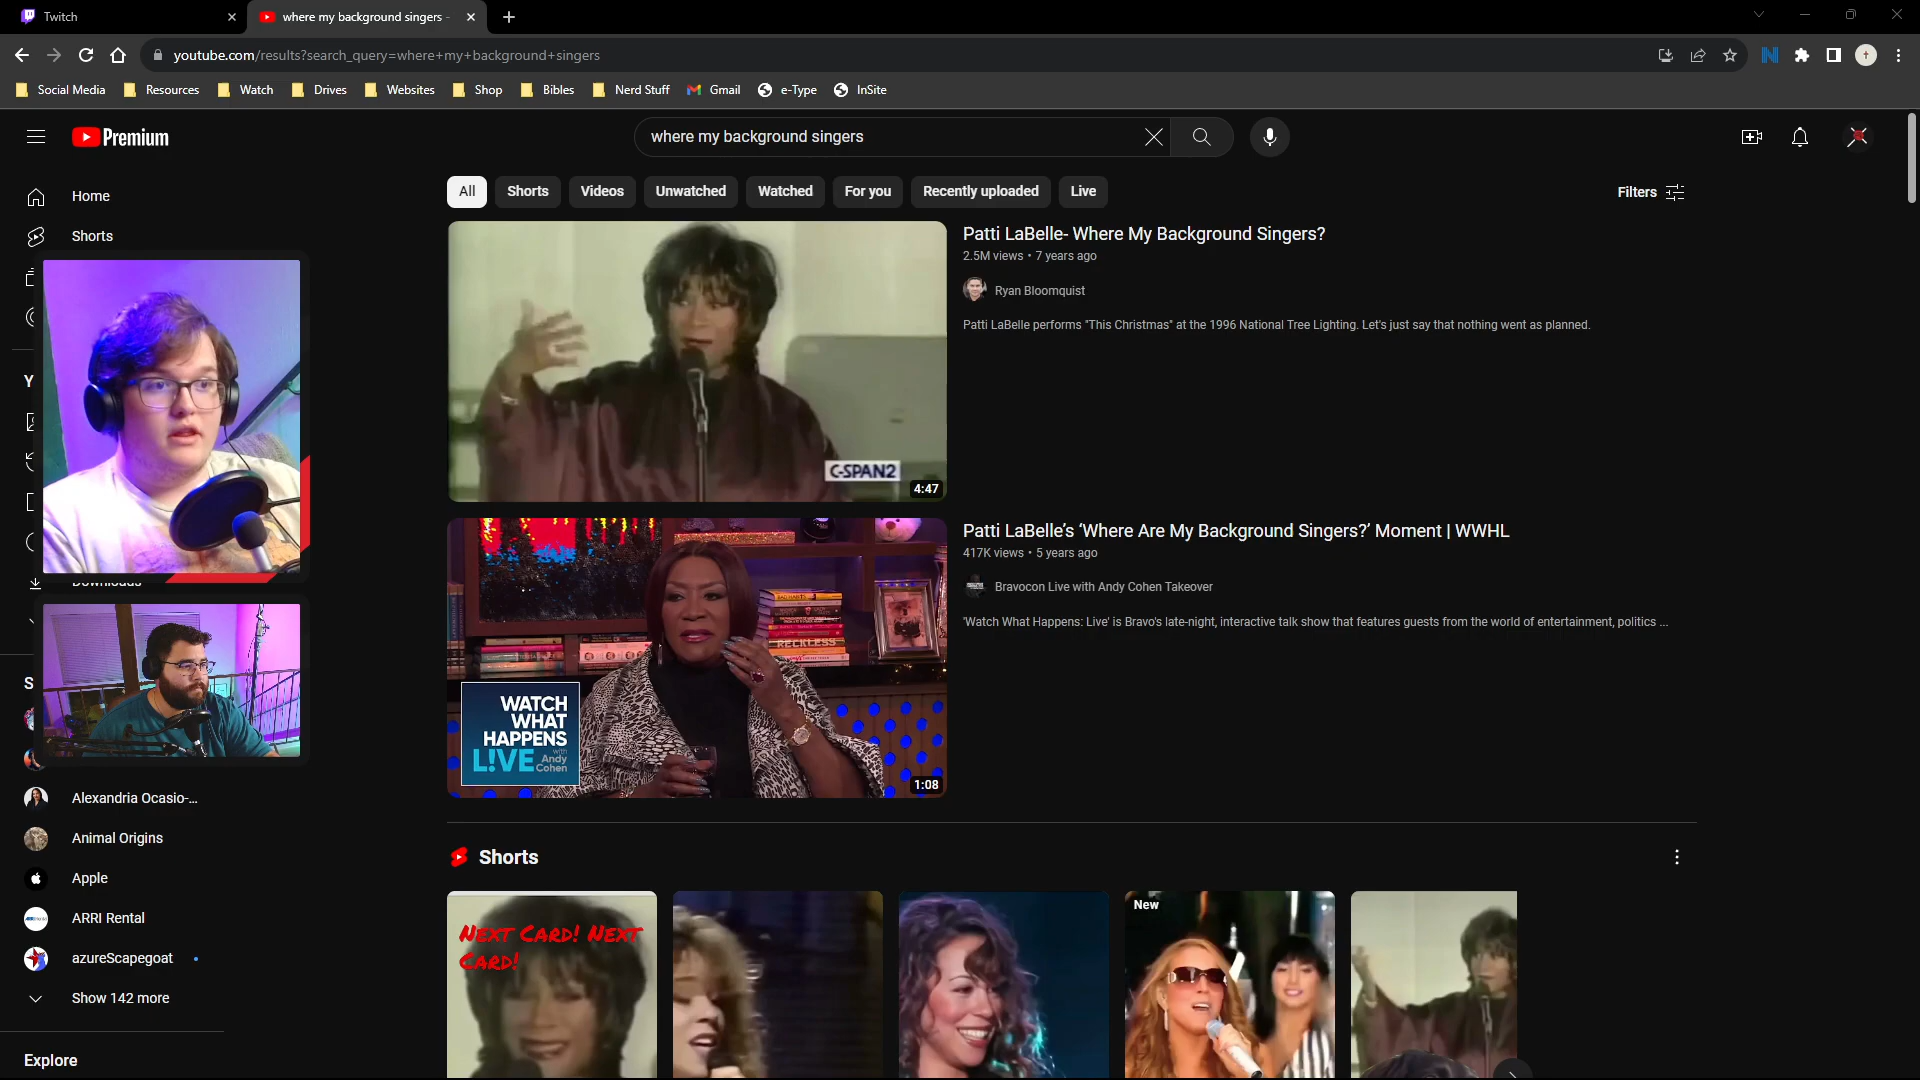 Twitch
where my background singers -
youtube.com/results?search_query=where+my+background+singers
Social Media
Resources
Watch
Drives
Websites
Shop
Bibles
Nerd Stuff
Gmail
e-Type
InSite
Premium
where my background singers
Home
Shorts
All
Shorts
Videos
Unwatched
Watched
For you
Recently uploaded
Live
Filters
Patti LaBelle- Where My Background Singers?
2.5M views • 7 years ago
Ryan Bloomquist
Patti LaBelle performs "This Christmas" at the 1996 National Tree Lighting. Let's just say that nothing went as planned.
C-SPAN2
4:47
Patti LaBelle's 'Where Are My Background Singers?' Moment | WWHL
417K views • 5 years ago
Bravocon Live with Andy Cohen Takeover
'Watch What Happens: Live' is Bravo's late-night, interactive talk show that features guests from the world of entertainment, politics ...
RECKLESS
WATCH
WHAT
HAPPENS
L!VE with Andy Cohen
1:08
Y
Downloads
S
Alexandria Ocasio-...
Animal Origins
Apple
ARRI Rental
azureScapegoat
Show 142 more
Explore
Shorts
Next Card! Next
Card!
New